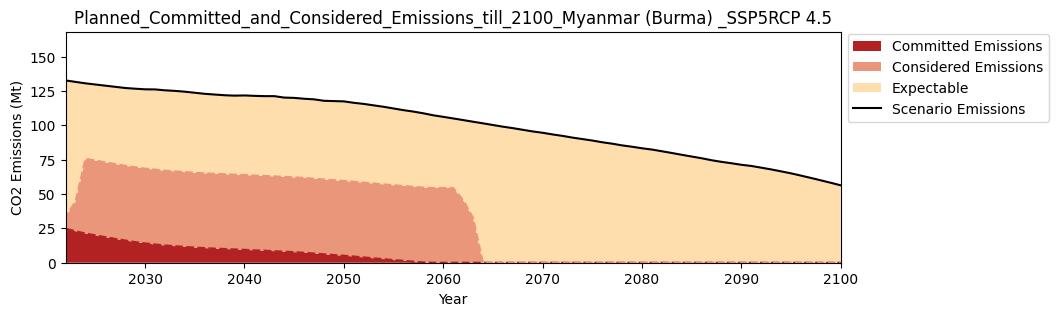 Planned_Committed_and_Considered_Emissions_till_2100_Myanmar (Burma) _SSP5RCP 4.5
Committed Emissions
Considered Emissions
Expectable
Scenario Emissions
CO2 Emissions (Mt)
150
125
100
75
50
25
0
2030 2040 2050 2060 2070 2080 2090 2100
Year